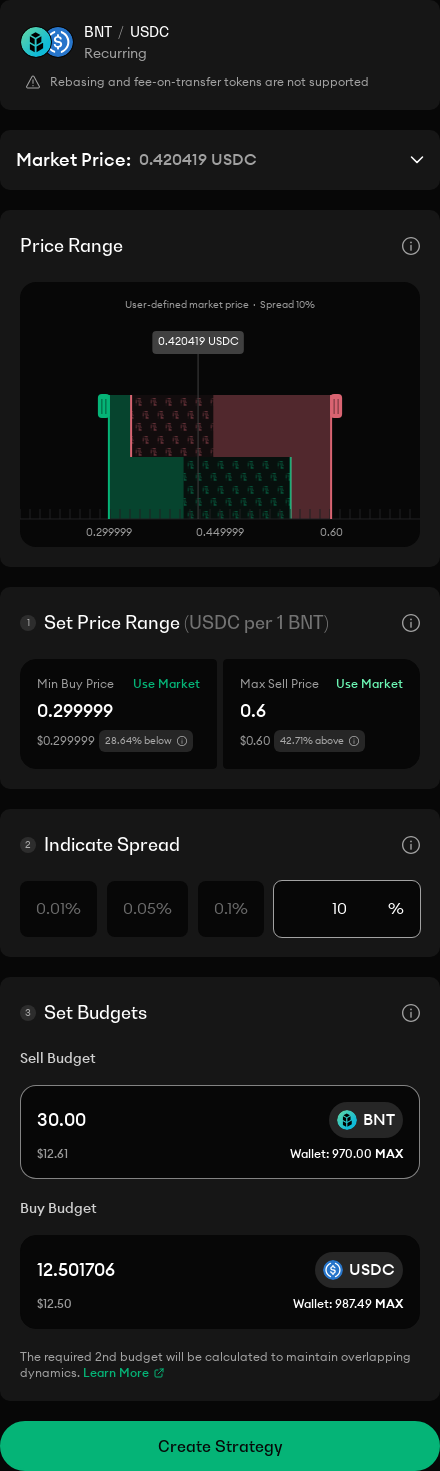 BNT / USDC
Recurring
Rebasing and fee-on-transfer tokens are not supported
Market Price: 0.420419 USDC
Price Range
User-defined market price · Spread 10%
0.420419 USDC
0.299999 0.449999 0.60
1 Set Price Range (USDC per 1 BNT)
Min Buy Price Use Market Max Sell Price Use Market
0.299999 0.6
$0.299999 28.64% below $0.60 42.71% above
2 Indicate Spread
0.01% 0.05% 0.1% 10 %
3 Set Budgets
Sell Budget
30.00 BNT
$12.61 Wallet: 970.00 MAX
Buy Budget
12.501706 USDC
$12.50 Wallet: 987.49 MAX
The required 2nd budget will be calculated to maintain overlapping
dynamics. Learn More
Create Strategy